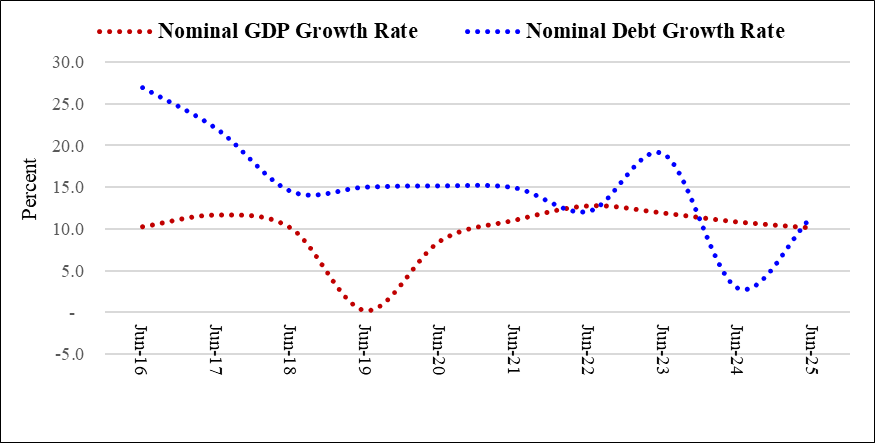 Nominal GDP Growth Rate Nominal Debt Growth Rate
30.0
25.0
20.0
15.0
10.0
5.0
-
-5.0
Percent
Jun-16
Jun-17
Jun-18
Jun-19
Jun-20
Jun-21
Jun-22
Jun-23
Jun-24
Jun-25